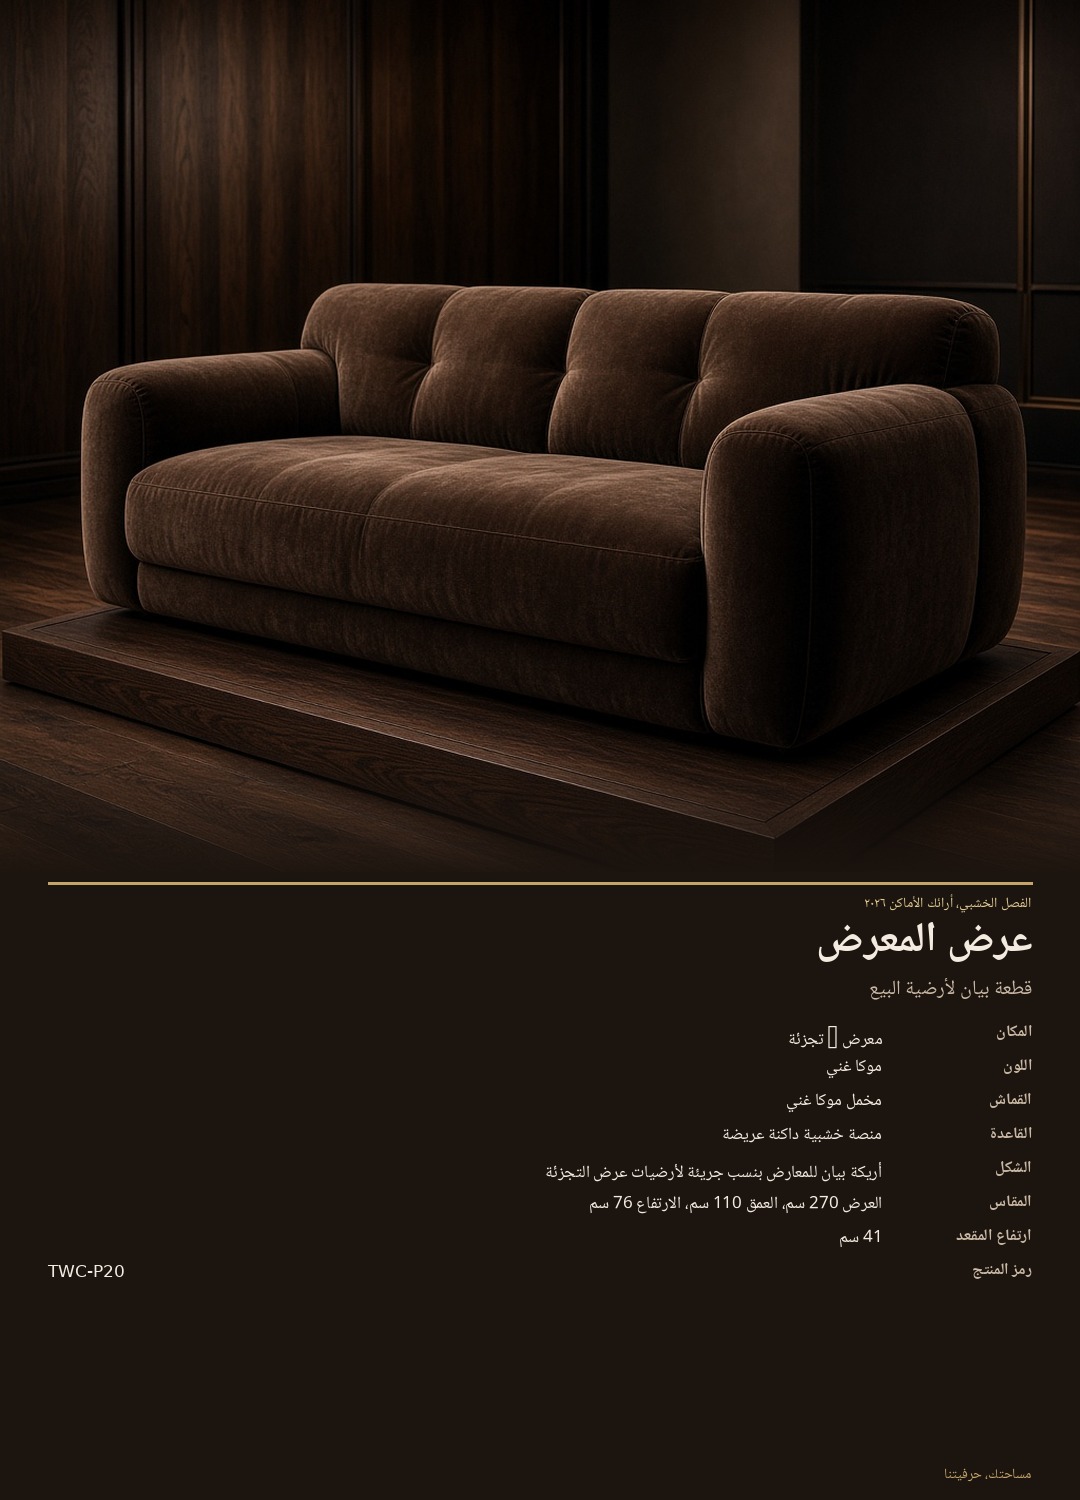 الفصل الخشبي، أرائك الأماكن ٢٠٢٦
عرض المعرض
قطعة بيان لأرضية البيع
المكان معرض تجزئة
اللون موكا غني
القماش مخمل موكا غني
القاعدة منصة خشبية داكنة عريضة
الشكل أريكة بيان للمعارض بنسب جريئة لأرضيات عرض التجزئة
المقاس العرض 270 سم، العمق 110 سم، الارتفاع 76 سم
ارتفاع المقعد 41 سم
رمز المنتج TWC-P20
مساحتك، حرفيتنا